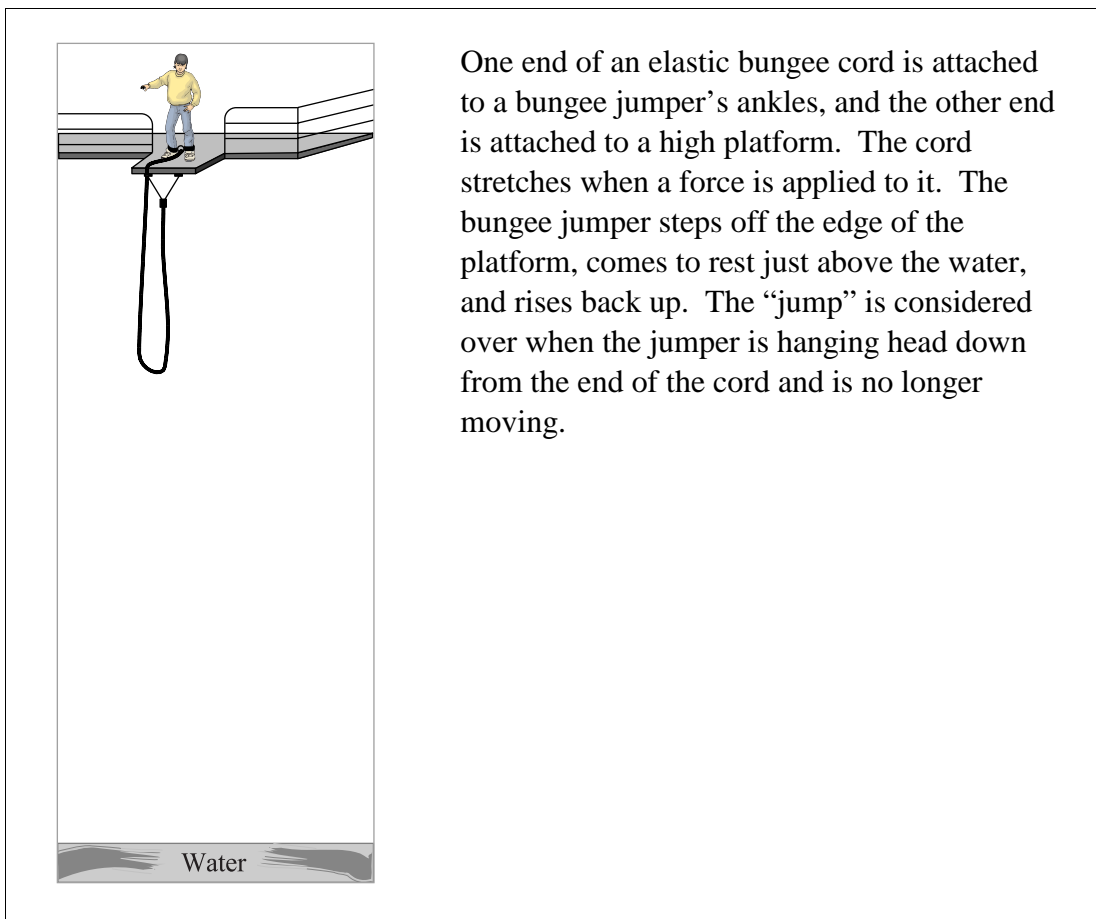 One end of an elastic bungee cord is attached
to a bungee jumper’s ankles, and the other end
is attached to a high platform.  The cord
stretches when a force is applied to it.  The
bungee jumper steps off the edge of the
platform, comes to rest just above the water,
and rises back up.  The “jump” is considered
over when the jumper is hanging head down
from the end of the cord and is no longer
moving.
Water